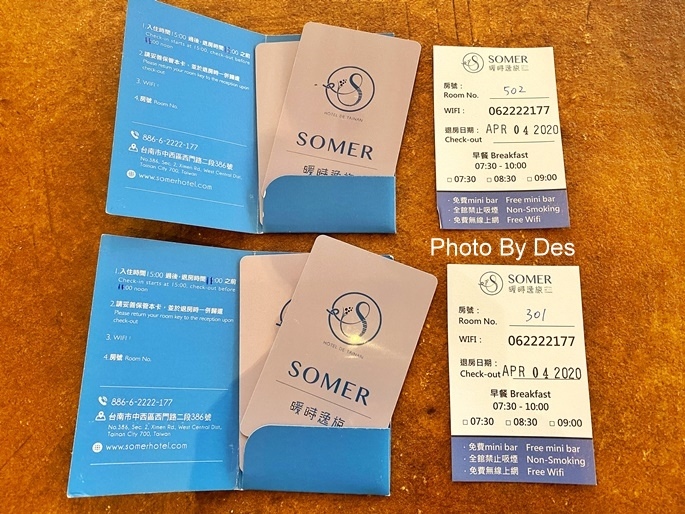 1.入住時間15:00 過後,退房時間11:00 之前
Check-in starts at 15:00, check-out before
noon
2.請妥善保管本卡,並於退房時一併歸還
Please return your room key to the reception upon
check-out
3. WiFi:
4.房號 Room No.
886-6-2222-177
台南市中西區西門路二段386號
No.386, Sec. 2, Ximen Rd., West Central Dist.,
Tainan City 700, Taiwan
www.somerhotel.com
S
HOTEL DE TAINAN
SOMER
暖時逸旅
SOMER
暖時逸旅
房號:
Room No. 502
WIFI: 062222177
退房日期:
Check-out APR 04 2020
早餐 Breakfast
07:30 - 10:00
□ 07:30 □ 08:30 □ 09:00
·免費mini bar Free mini bar
·全館禁止吸煙 Non-Smoking
·免費無線上網 Free Wifi
Photo By Des
1.入住時間15:00 過後,退房時間11:00 之前
Check-in starts at 15:00, check-out before
noon
2.請妥善保管本卡,並於退房時一併歸還
Please return your room key to the reception upon
check-out
3. WIFI:
4.房號 Room No.
886-6-2222-177
台南市中西區西門路二段386號
No.386, Sec. 2, Ximen Rd., West Central Dist.,
Tainan City 700, Taiwan
www.somerhotel.com
S
HOTEL DE TAINAN
SOMER
暖時逸旅
SOMER
暖時逸旅
房號:
Room No. 301
WIFI: 062222177
退房日期:
Check-out APR 04 2020
早餐 Breakfast
07:30 - 10:00
□ 07:30 □ 08:30 □ 09:00
·免費mini bar Free mini bar
·全館禁止吸煙 Non-Smoking
·免費無線上網 Free Wifi